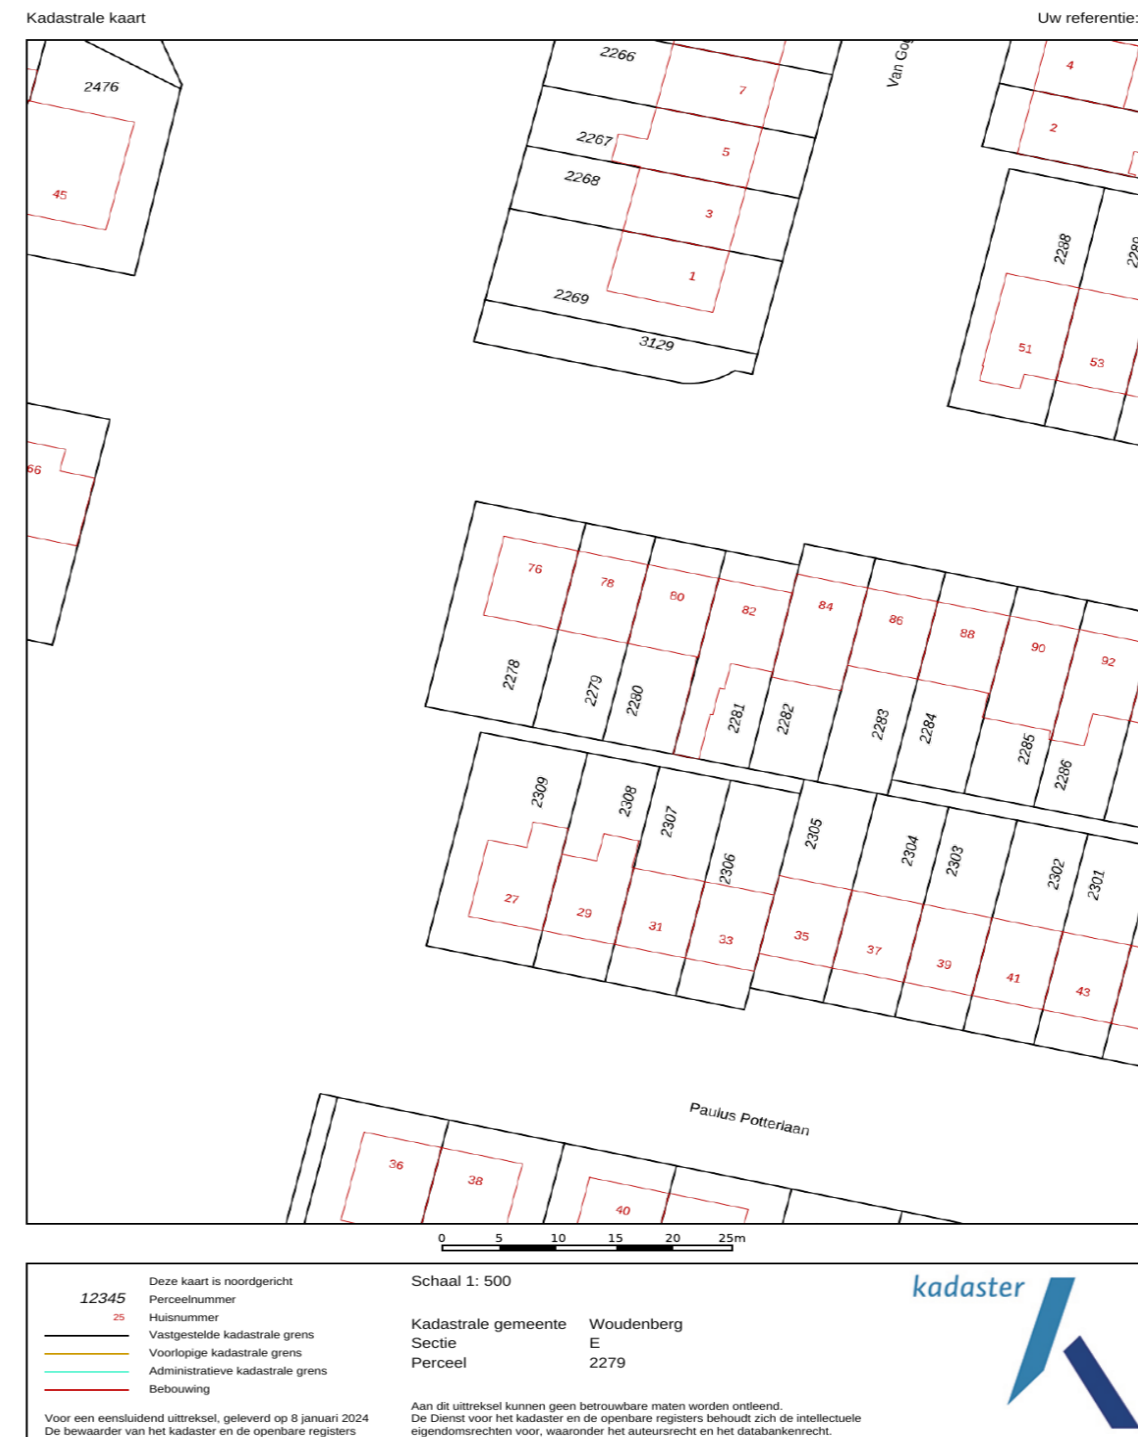 Kadastrale kaart
Uw referentie:
2476
45
2266
7
2267
5
2268
3
2269
1
3129
4
2
2288
51
53
66
76
78
80
82
84
86
88
90
92
2278
2279
2280
2281
2282
2283
2284
2285
2286
2309
2308
2307
2306
2305
2304
2303
2302
2301
27
29
31
33
35
37
39
41
43
Paulus Potterlaan
36
38
40
0 5 10 15 20 25m
Deze kaart is noordgericht
12345 Perceelnummer
25 Huisnummer
Vastgestelde kadastrale grens
Voorlopige kadastrale grens
Administratieve kadastrale grens
Bebouwing
Voor een eensluidend uittreksel, geleverd op 8 januari 2024
De bewaarder van het kadaster en de openbare registers
Schaal 1: 500
Kadastrale gemeente Woudenberg
Sectie E
Perceel 2279
Aan dit uittreksel kunnen geen betrouwbare maten worden ontleend.
De Dienst voor het kadaster en de openbare registers behoudt zich de intellectuele
eigendomsrechten voor, waaronder het auteursrecht en het databankenrecht.
kadaster